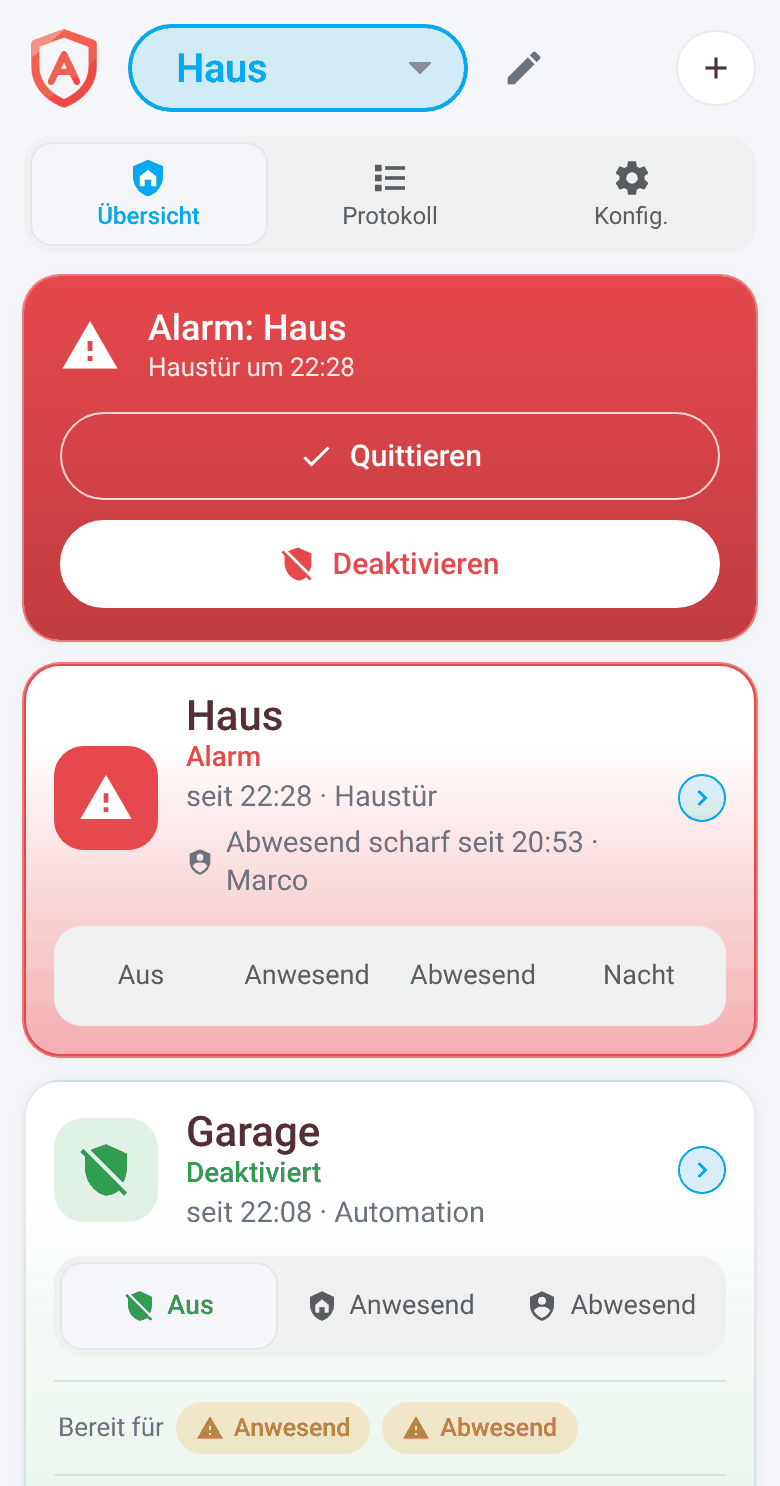 Haus
Übersicht
Protokoll
Konfig.
Alarm: Haus
Haustür um 22:28
Quittieren
Deaktivieren
Haus
Alarm
seit 22:28 · Haustür
Abwesend scharf seit 20:53 ·
Marco
Aus Anwesend Abwesend Nacht
Garage
Deaktiviert
seit 22:08 · Automation
Aus Anwesend Abwesend
Bereit für Anwesend Abwesend